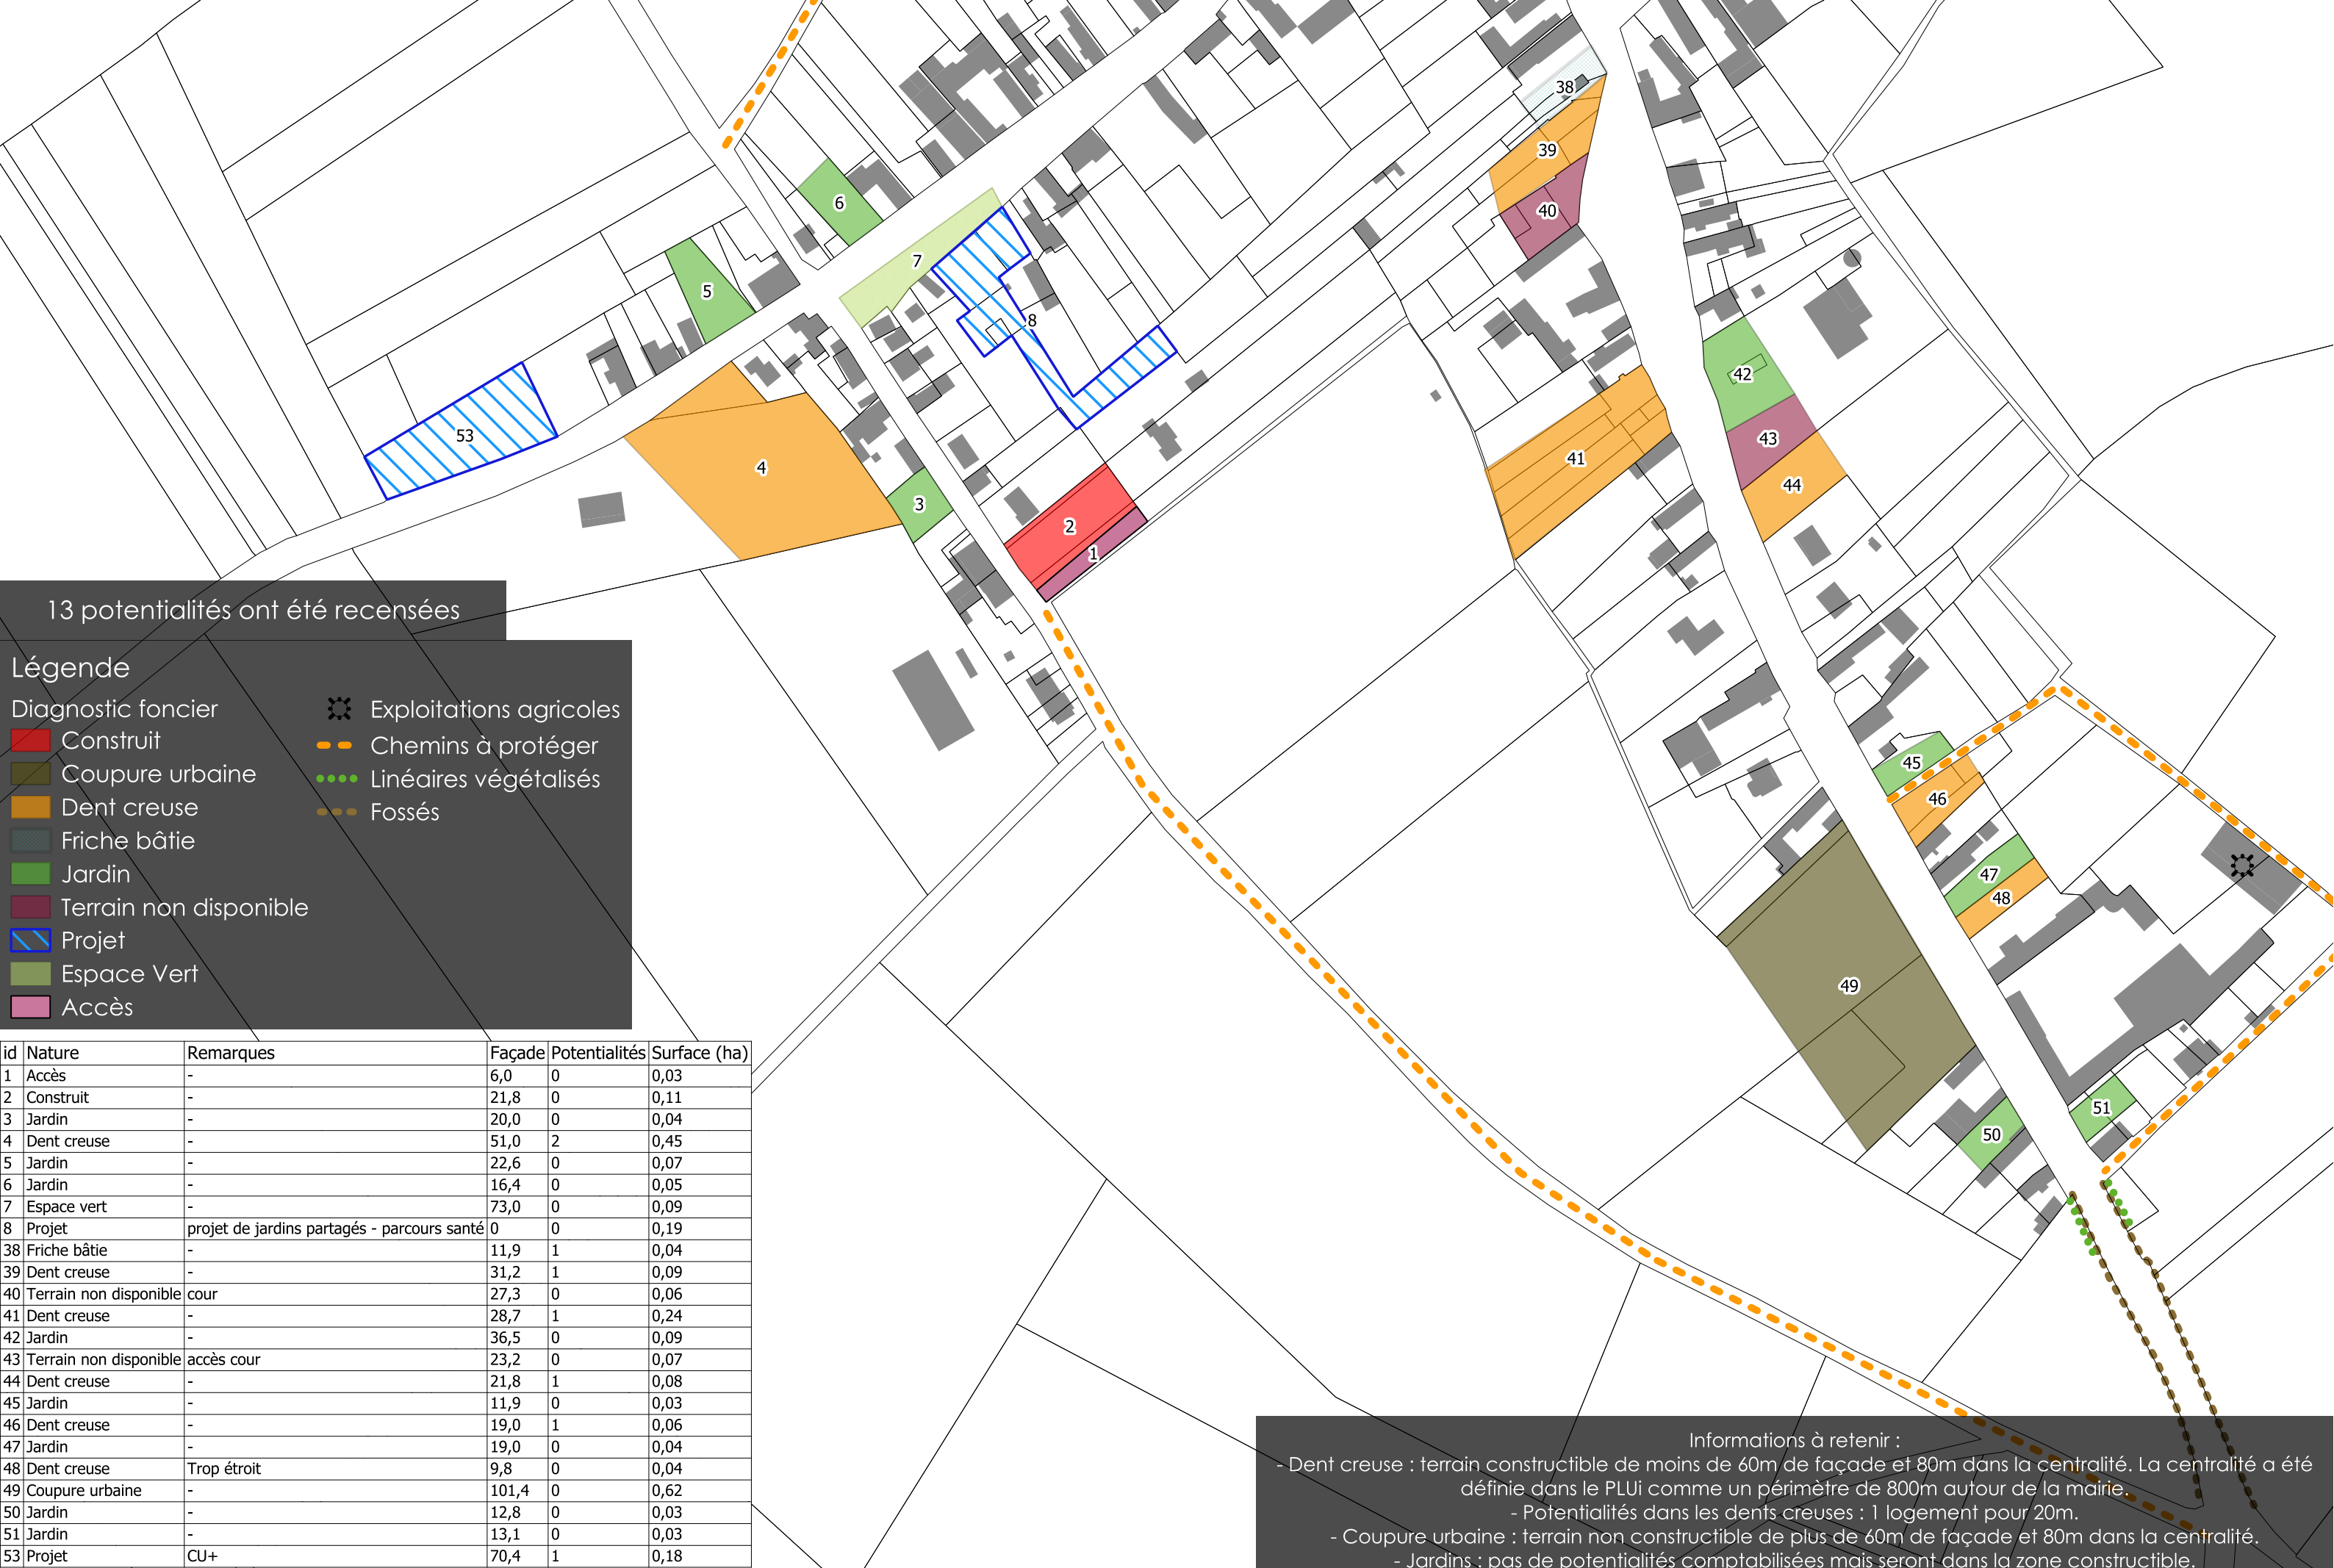 38
39
6
40
7
5
8
42
53
43
4
41
44
3
2
1
13 potentialités ont été recensées
Légende
Diagnostic foncier
Construit
Coupure urbaine
Dent creuse
Friche bâtie
Jardin
Terrain non disponible
Projet
Espace Vert
Accès
Exploitations agricoles
Chemins à protéger
Linéaires végétalisés
Fossés
45
46
47
48
49
51
50
id Nature Remarques Façade Potentialités Surface (ha)
1 Accès - 6,0 0 0,03
2 Construit - 21,8 0 0,11
3 Jardin - 20,0 0 0,04
4 Dent creuse - 51,0 2 0,45
5 Jardin - 22,6 0 0,07
6 Jardin - 16,4 0 0,05
7 Espace vert - 73,0 0 0,09
8 Projet projet de jardins partagés - parcours santé 0 0 0,19
38 Friche bâtie - 11,9 1 0,04
39 Dent creuse - 31,2 1 0,09
40 Terrain non disponible cour 27,3 0 0,06
41 Dent creuse - 28,7 1 0,24
42 Jardin - 36,5 0 0,09
43 Terrain non disponible accès cour 23,2 0 0,07
44 Dent creuse - 21,8 1 0,08
45 Jardin - 11,9 0 0,03
46 Dent creuse - 19,0 1 0,06
47 Jardin - 19,0 0 0,04
48 Dent creuse Trop étroit 9,8 0 0,04
49 Coupure urbaine - 101,4 0 0,62
50 Jardin - 12,8 0 0,03
51 Jardin - 13,1 0 0,03
53 Projet CU+ 70,4 1 0,18
Informations à retenir :
- Dent creuse : terrain constructible de moins de 60m de façade et 80m dans la centralité. La centralité a été
définie dans le PLUi comme un périmètre de 800m autour de la mairie.
- Potentialités dans les dents creuses : 1 logement pour 20m.
- Coupure urbaine : terrain non constructible de plus de 60m de façade et 80m dans la centralité.
- Jardins : pas de potentialités comptabilisées mais seront dans la zone constructible.